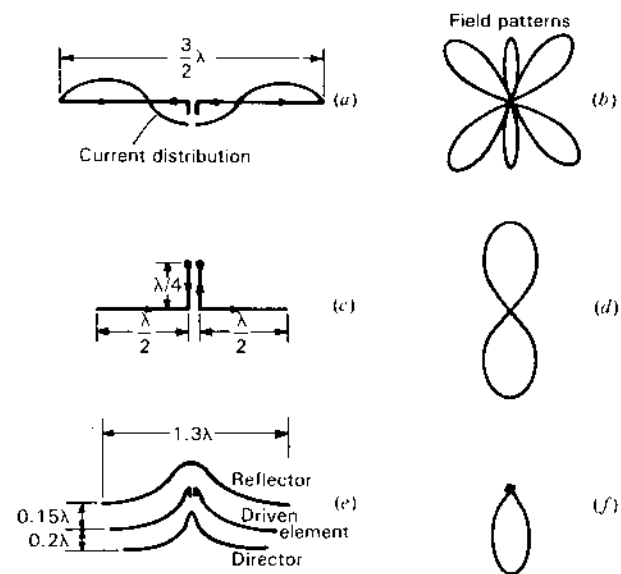 Field patterns
3/2 λ
(a)
(b)
Current distribution
λ/4
(c)
(d)
λ/2
λ/2
1.3λ
Reflector
(e)
(f)
0.15λ
Driven
element
0.2λ
Director